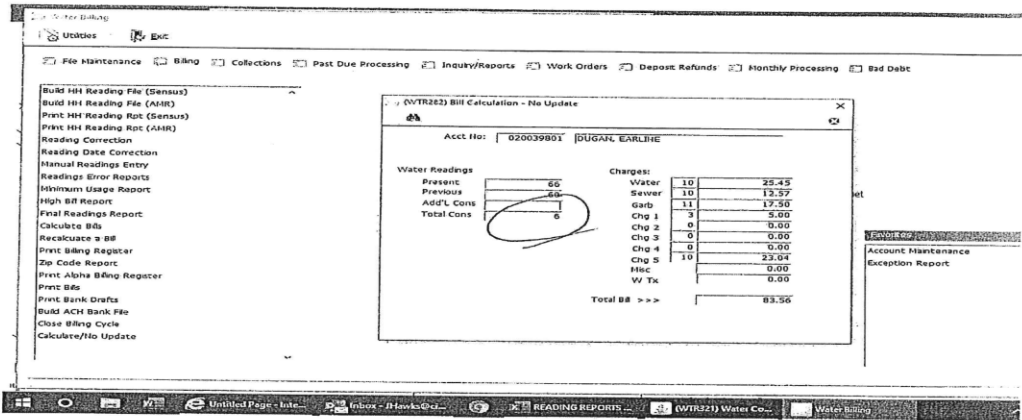 Water Billing
Utilities Exit
File Maintenance Billing Collections Past Due Processing Inquiry/Reports Work Orders Deposit Refunds Monthly Processing Bad Debt
Build HH Reading File (Sensus)
Build HH Reading File (AMR)
Print HH Reading Rpt (Sensus)
Print HH Reading Rpt (AMR)
Reading Correction
Reading Date Correction
Manual Readings Entry
Readings Error Reports
Minimum Usage Report
High Bill Report
Final Readings Report
Calculate Bills
Recalcuate a Bill
Print Billing Register
Zip Code Report
Print Alpha Billing Register
Print Bills
Print Bank Drafts
Build ACH Bank File
Close Billing Cycle
Calculate/No Update
(WTR282) Bill Calculation - No Update
Acct No: 020039801 DUGAN, EARLINE
Water Readings
Present 66
Previous 60
Add'L Cons
Total Cons 6
Charges:
Water 10 25.45
Sewer 10 12.57
Garb 11 17.50
Chg 1 3 5.00
Chg 2 0 0.00
Chg 3 0 0.00
Chg 4 0 0.00
Chg 5 10 23.04
Misc 0.00
W Tx 0.00
Total Bill >>> 83.56
et
Favorites
Account Maintenance
Exception Report
Untitled Page - Inte... Inbox - JHawks@ci... READING REPORTS ... (WTR321) Water Co... Water Billing